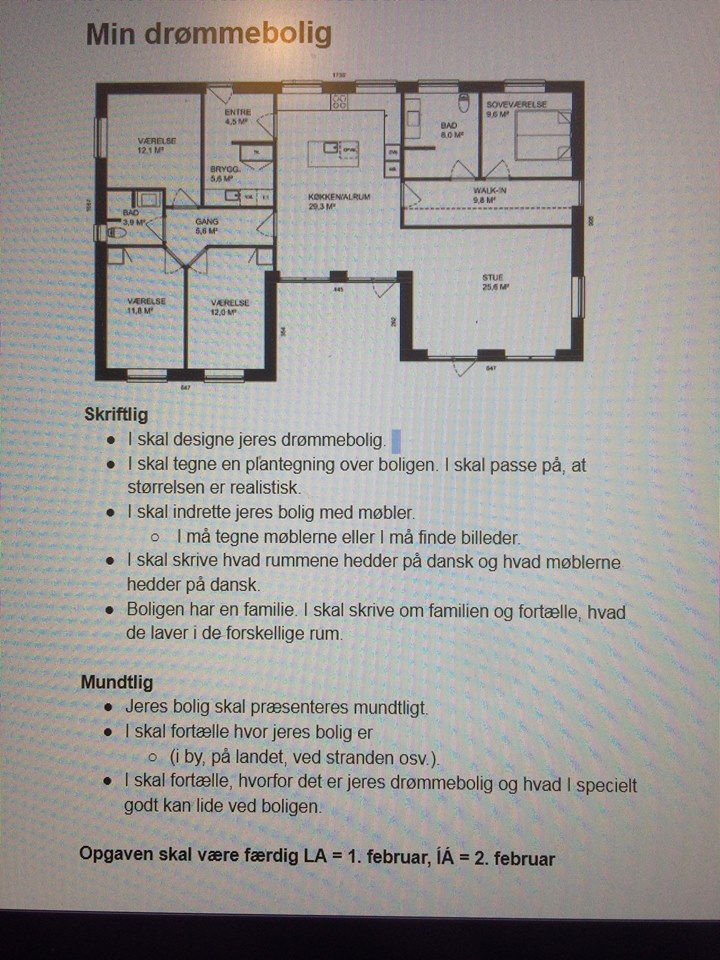 Min drømmebolig
1730
VÆRELSE
12,1 M²
ENTRE
4,5 M²
BRYGG.
5,6 M²
BAD
3,9 M²
GANG
5,6 M²
KØKKEN/ALRUM
29,3 M²
BAD
6,0 M²
SOVEVÆRELSE
9,6 M²
WALK-IN
9,8 M²
STUE
25,6 M²
VÆRELSE
11,8 M²
VÆRELSE
12,0 M²
445
647
647
Skriftlig
● I skal designe jeres drømmebolig.
● I skal tegne en plantegning over boligen. I skal passe på, at
størrelsen er realistisk.
● I skal indrette jeres bolig med møbler.
○ I må tegne møblerne eller I må finde billeder.
● I skal skrive hvad rummene hedder på dansk og hvad møblerne
hedder på dansk.
● Boligen har en familie. I skal skrive om familien og fortælle, hvad
de laver i de forskellige rum.
Mundtlig
● Jeres bolig skal præsenteres mundtligt.
● I skal fortælle hvor jeres bolig er
○ (i by, på landet, ved stranden osv.).
● I skal fortælle, hvorfor det er jeres drømmebolig og hvad I specielt
godt kan lide ved boligen.
Opgaven skal være færdig LA = 1. februar, ÍÁ = 2. februar